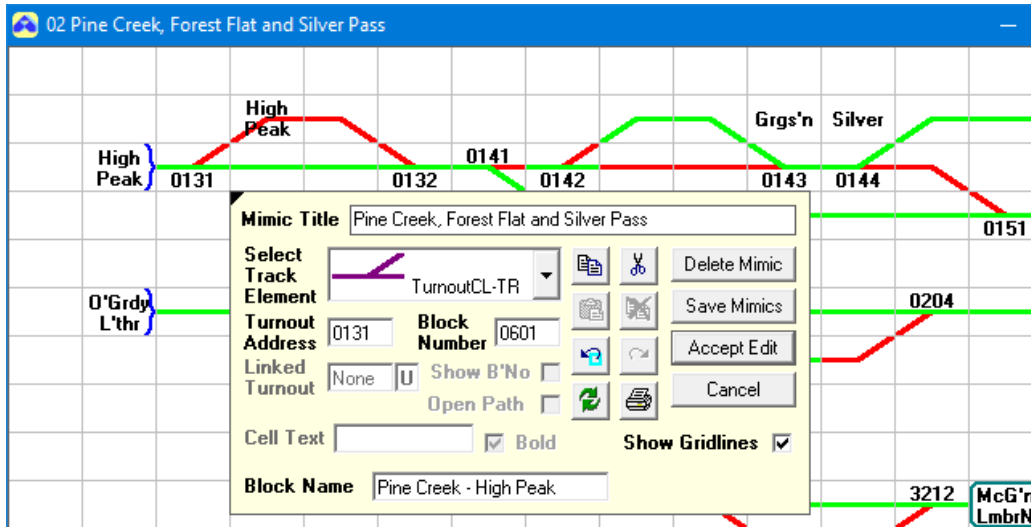 02 Pine Creek, Forest Flat and Silver Pass
High
Peak
Grgs'n Silver
High
Peak
0131
0132
0141
0142
0143
0144
0151
Mimic Title Pine Creek, Forest Flat and Silver Pass
Select
Track
Element
TurnoutCL-TR
Delete Mimic
O'Grdy
L'thr
Turnout
Address
0131
Block
Number
0601
Save Mimics
0204
Linked
Turnout
None U
Show B'No
Accept Edit
Open Path
Cancel
Cell Text
Bold
Show Gridlines
Block Name Pine Creek - High Peak
3212
McG'n
LmbrN